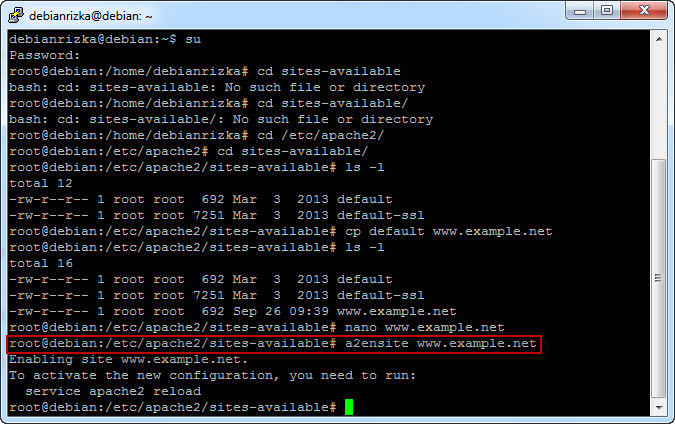 debianrizka@debian: ~
debianrizka@debian:~$ su
Password:
root@debian:/home/debianrizka# cd sites-available
bash: cd: sites-available: No such file or directory
root@debian:/home/debianrizka# cd sites-available/
bash: cd: sites-available/: No such file or directory
root@debian:/home/debianrizka# cd /etc/apache2/
root@debian:/etc/apache2# cd sites-available/
root@debian:/etc/apache2/sites-available# ls -l
total 12
-rw-r--r-- 1 root root  692 Mar  3  2013 default
-rw-r--r-- 1 root root 7251 Mar  3  2013 default-ssl
root@debian:/etc/apache2/sites-available# cp default www.example.net
root@debian:/etc/apache2/sites-available# ls -l
total 16
-rw-r--r-- 1 root root  692 Mar  3  2013 default
-rw-r--r-- 1 root root 7251 Mar  3  2013 default-ssl
-rw-r--r-- 1 root root  692 Sep 26 09:39 www.example.net
root@debian:/etc/apache2/sites-available# nano www.example.net
root@debian:/etc/apache2/sites-available# a2ensite www.example.net
Enabling site www.example.net.
To activate the new configuration, you need to run:
  service apache2 reload
root@debian:/etc/apache2/sites-available#